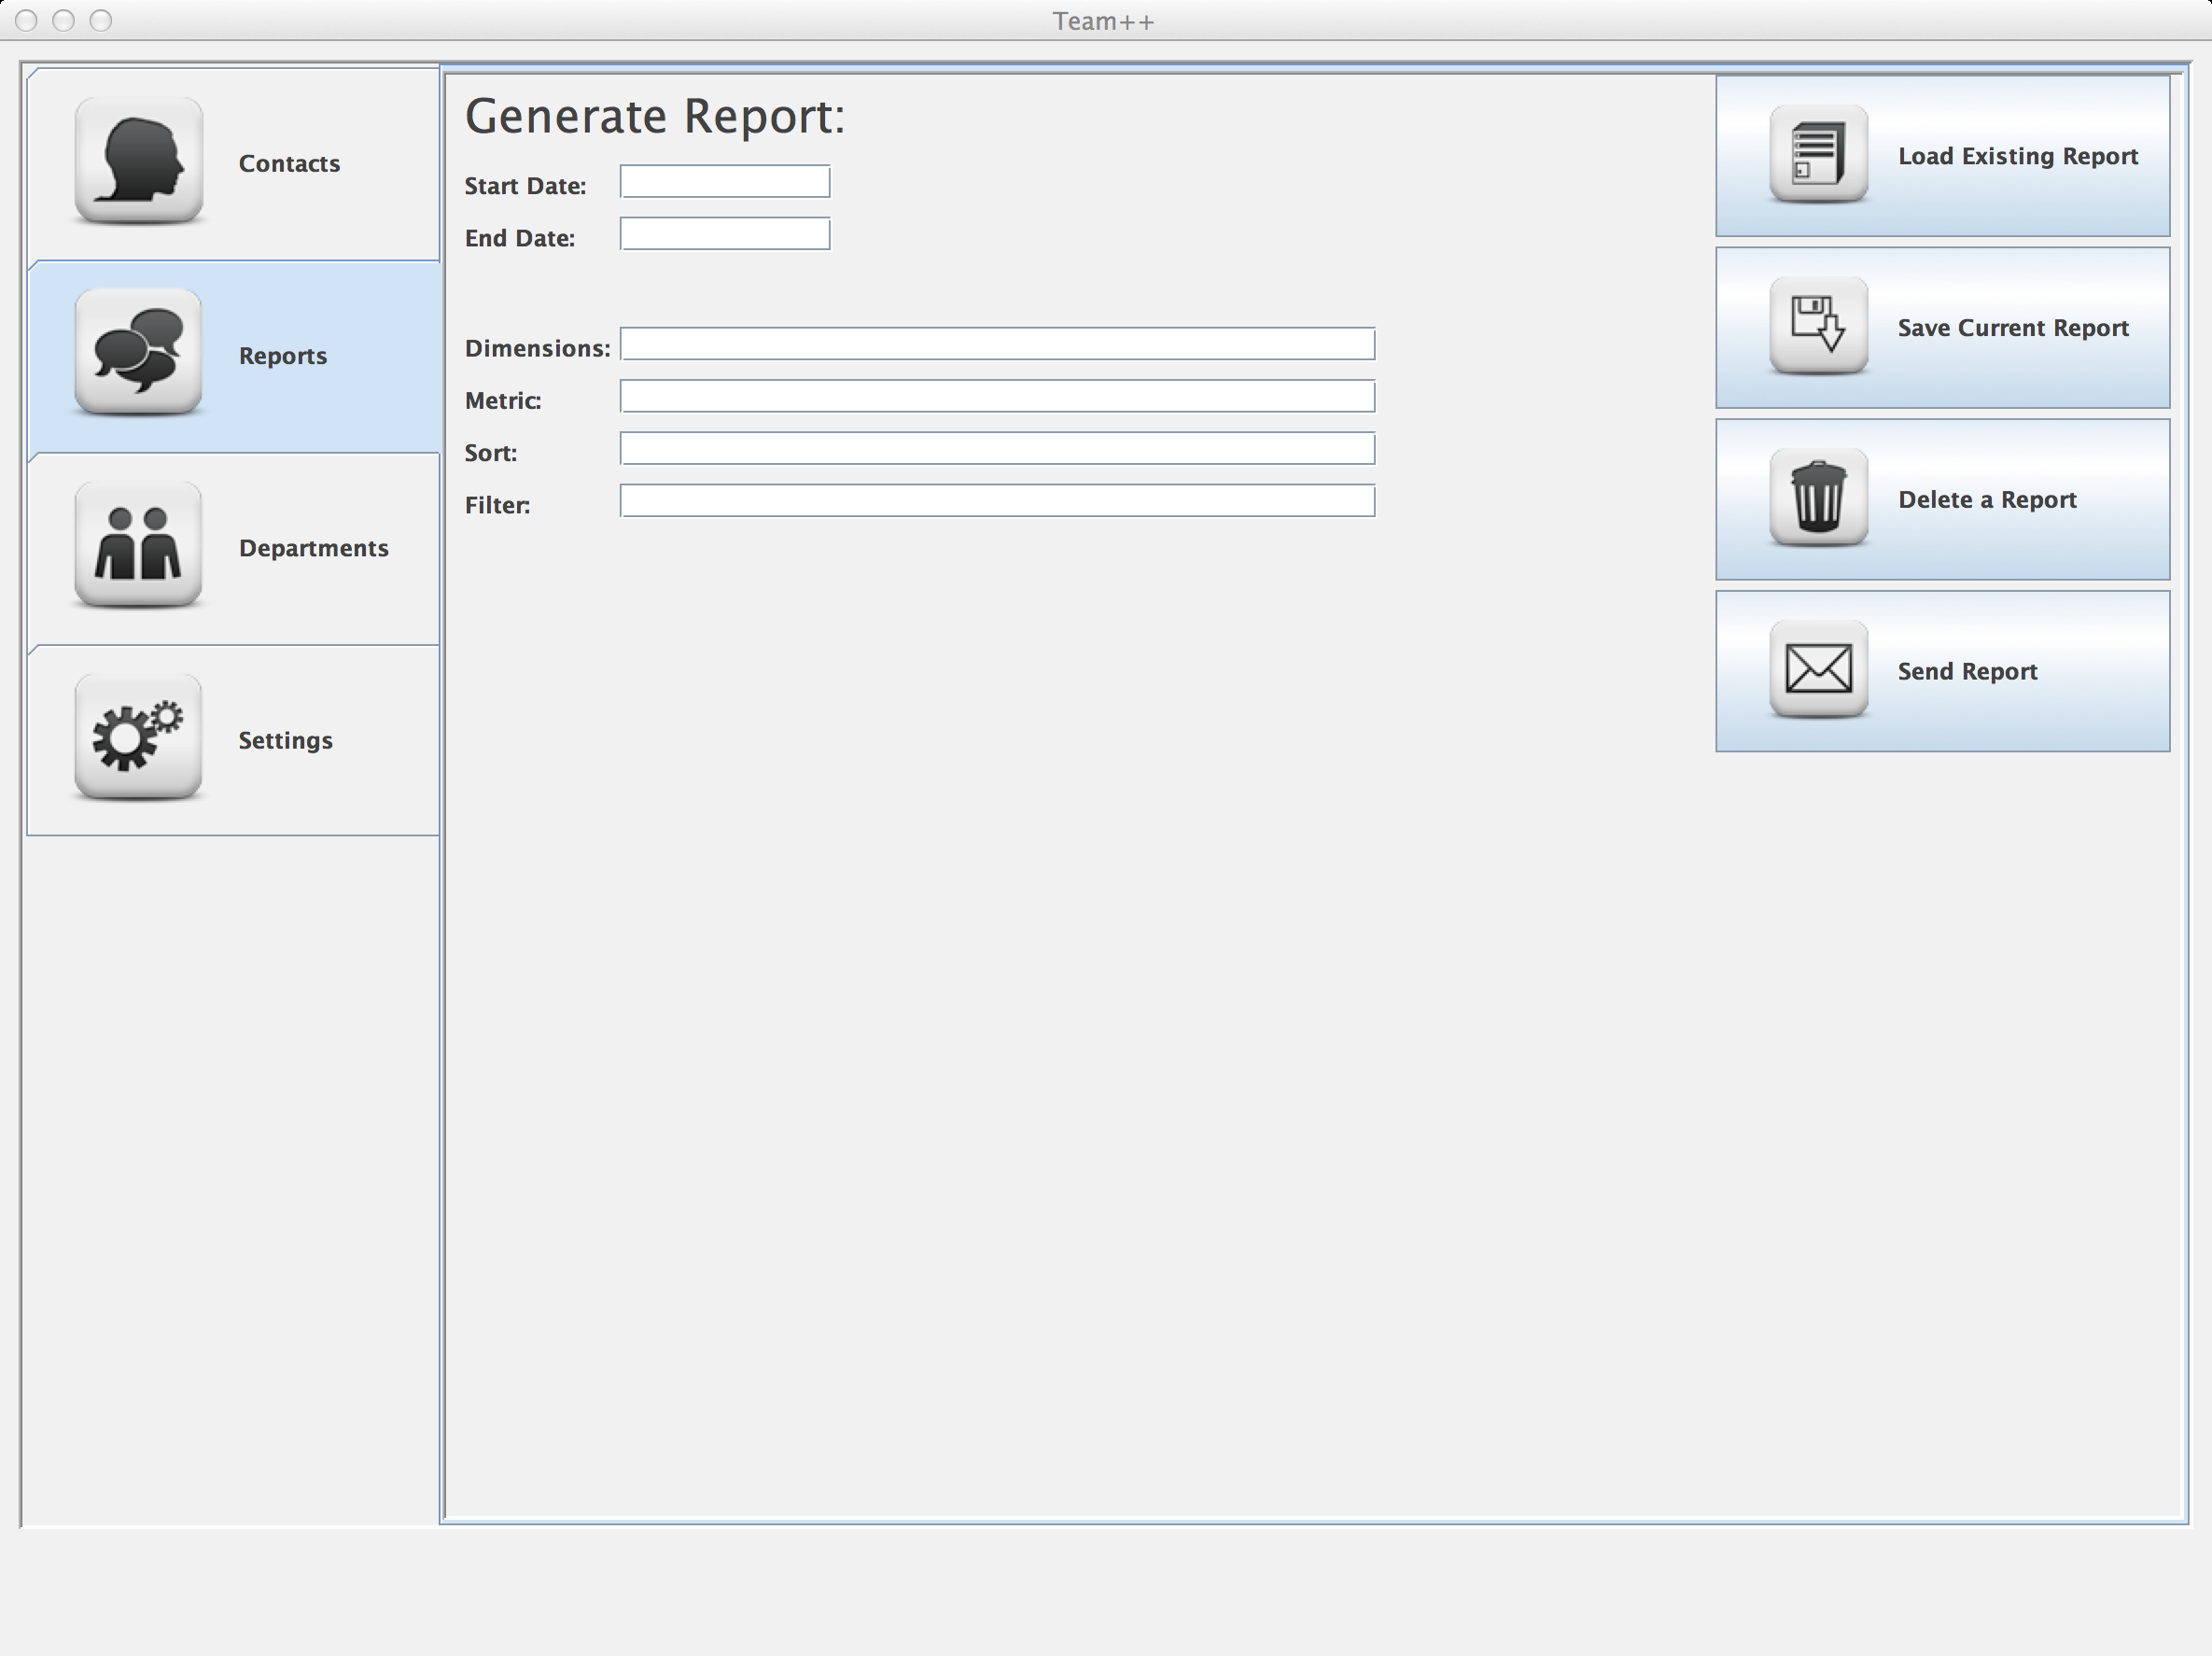 Team++
Contacts
Reports
Departments
Settings
Generate Report:
Start Date:
End Date:
Dimensions:
Metric:
Sort:
Filter:
Load Existing Report
Save Current Report
Delete a Report
Send Report